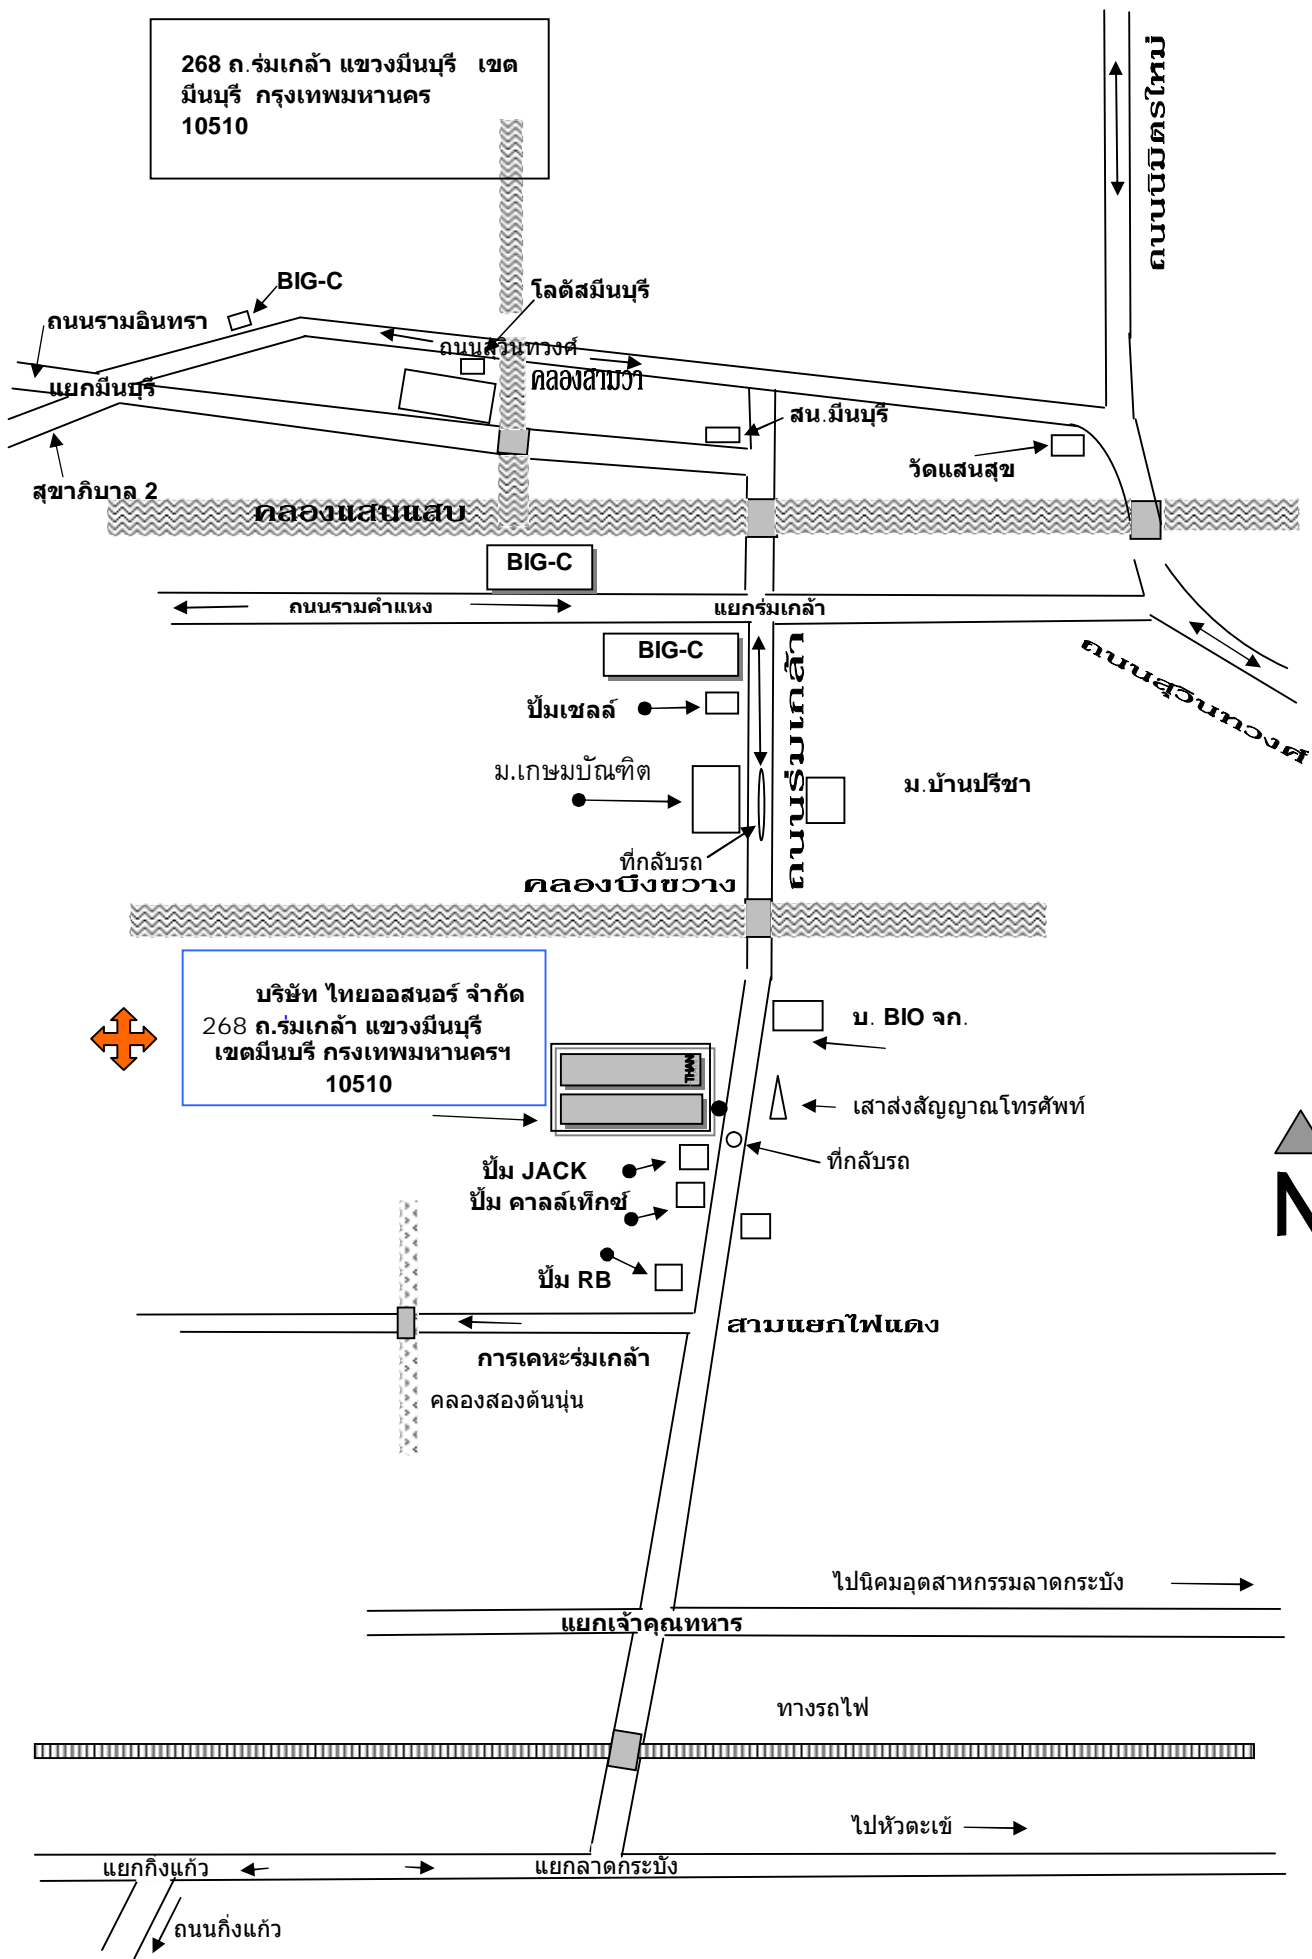 268 ถ.ร่มเกล้า แขวงมีนบุรี เขต
มีนบุรี กรุงเทพมหานคร
10510
ถนนนิมิตรใหม่
BIG-C
โลตัสมีนบุรี
ถนนรามอินทรา
ถนนสุวินทวงศ์
คลองสามวา
แยกมีนบุรี
สน.มีนบุรี
วัดแสนสุข
สุขาภิบาล 2
คลองแสนแสบ
BIG-C
ถนนรามคำแหง
แยกร่มเกล้า
BIG-C
ถนนสุวินทวงศ์
ปั้มเชลล์
ถนนร่มเกล้า
ม.เกษมบัณฑิต
ม.บ้านปรีชา
ที่กลับรถ
คลองบึงขวาง
บริษัท ไทยออสนอร์ จำกัด
268 ถ.ร่มเกล้า แขวงมีนบุรี
เขตมีนบรี กรุงเทพมหานครฯ
10510
บ. BIO จก.
THAN
เสาส่งสัญญาณโทรศัพท์
ที่กลับรถ
ปั้ม JACK
ปั้ม คาลล์เท็กซ์
N
ปั้ม RB
สามแยกไฟแดง
การเคหะร่มเกล้า
คลองสองต้นนุ่น
ไปนิคมอุตสาหกรรมลาดกระบัง
แยกเจ้าคุณทหาร
ทางรถไฟ
ไปหัวตะเข้
แยกกิ่งแก้ว
แยกลาดกระบัง
ถนนกิ่งแก้ว